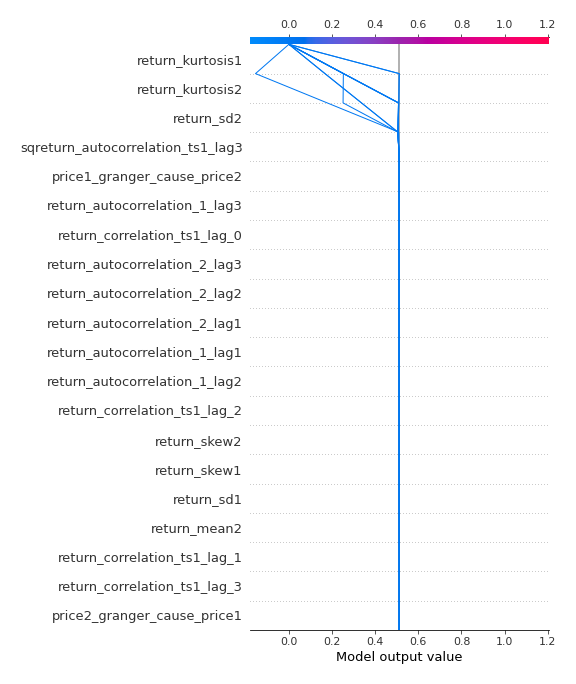 0.0 0.2 0.4 0.6 0.8 1.0 1.2
return_kurtosis1
return_kurtosis2
return_sd2
sqreturn_autocorrelation_ts1_lag3
price1_granger_cause_price2
return_autocorrelation_1_lag3
return_correlation_ts1_lag_0
return_autocorrelation_2_lag3
return_autocorrelation_2_lag2
return_autocorrelation_2_lag1
return_autocorrelation_1_lag1
return_autocorrelation_1_lag2
return_correlation_ts1_lag_2
return_skew2
return_skew1
return_sd1
return_mean2
return_correlation_ts1_lag_1
return_correlation_ts1_lag_3
price2_granger_cause_price1
0.0 0.2 0.4 0.6 0.8 1.0 1.2
Model output value